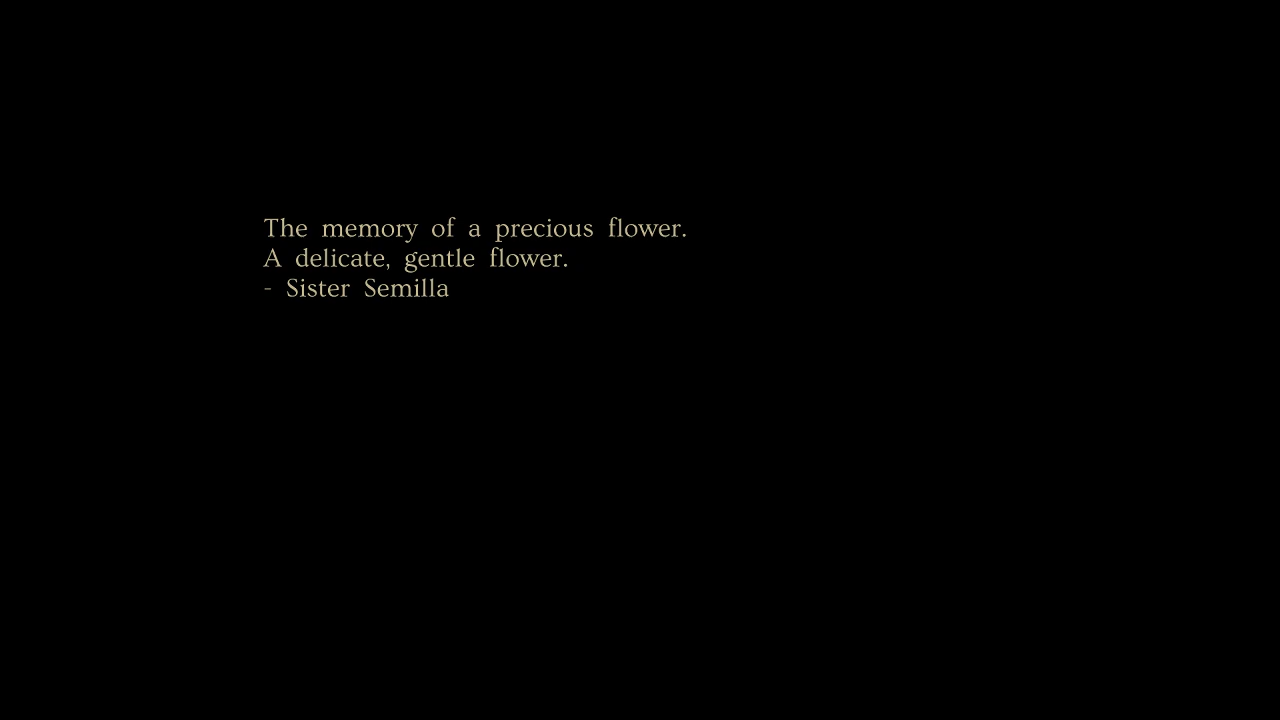 The memory of a precious flower.
A delicate, gentle flower.
- Sister Semilla